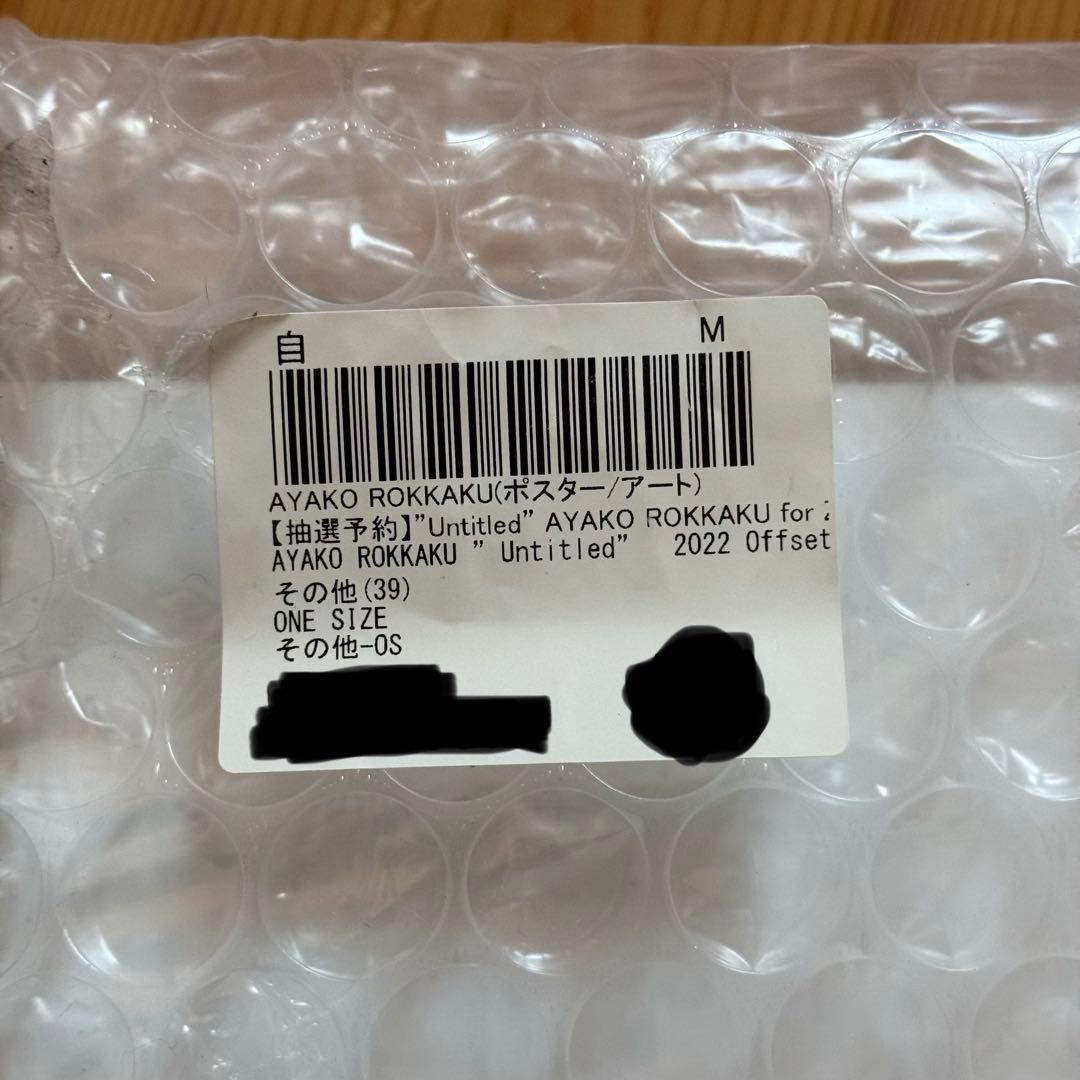 自 M
AYAKO ROKKAKU(ポスター/アート)
【抽選予約】"Untitled" AYAKO ROKKAKU for
AYAKO ROKKAKU " Untitled" 2022 Offset
その他(39)
ONE SIZE
その他-OS